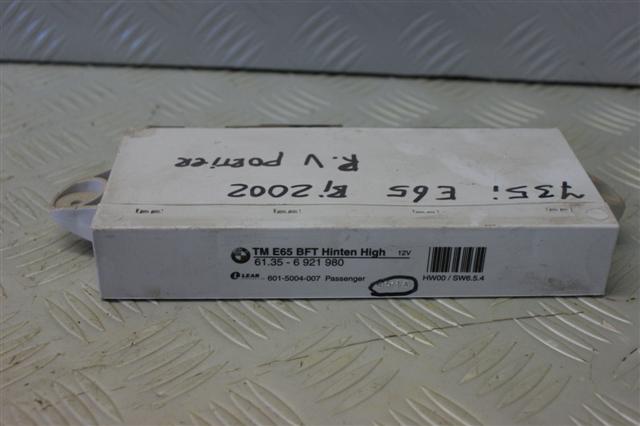 735i E65 Bj 2002
R.V PORTIER
TM E65 BFT Hinten High 12V
61.35 - 6 921 980
LEAR 601-5004-007 Passenger
HW00 / SW6.5.4